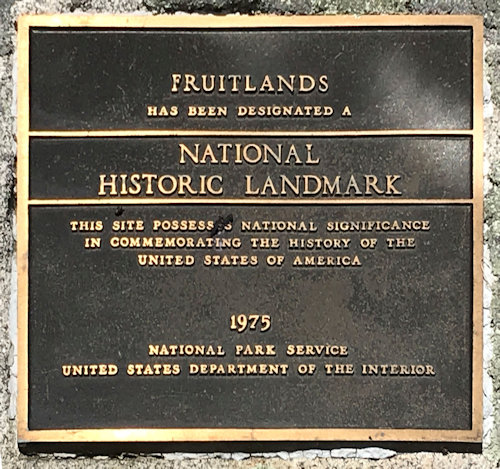 FRUITLANDS
HAS BEEN DESIGNATED A
NATIONAL
HISTORIC LANDMARK
THIS SITE POSSESSES NATIONAL SIGNIFICANCE
IN COMMEMORATING THE HISTORY OF THE
UNITED STATES OF AMERICA
1975
NATIONAL PARK SERVICE
UNITED STATES DEPARTMENT OF THE INTERIOR